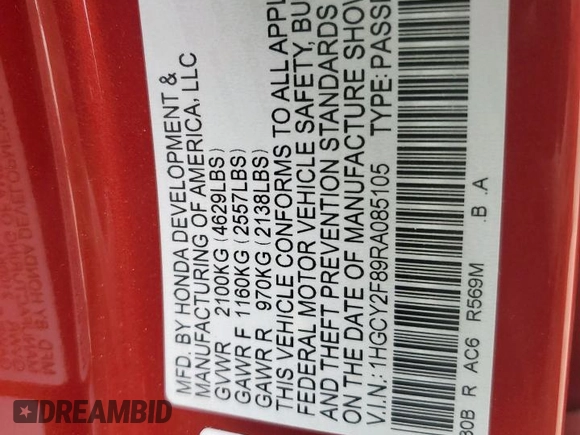 MFD. BY HONDA DEVELOPMENT &
MANUFACTURING OF AMERICA, LLC
GVWR 2100KG (4629LBS)
GAWR F 1160KG (2557LBS)
GAWR R 970KG (2138LBS)
THIS VEHICLE CONFORMS TO ALL APPL
FEDERAL MOTOR VEHICLE SAFETY, BU
AND THEFT PREVENTION STANDARDS
ON THE DATE OF MANUFACTURE SHOW
V.I.N.: 1HGCY2F89RA085105 TYPE: PASSE
30B R AC6 R569M .B .A
DREAMBID